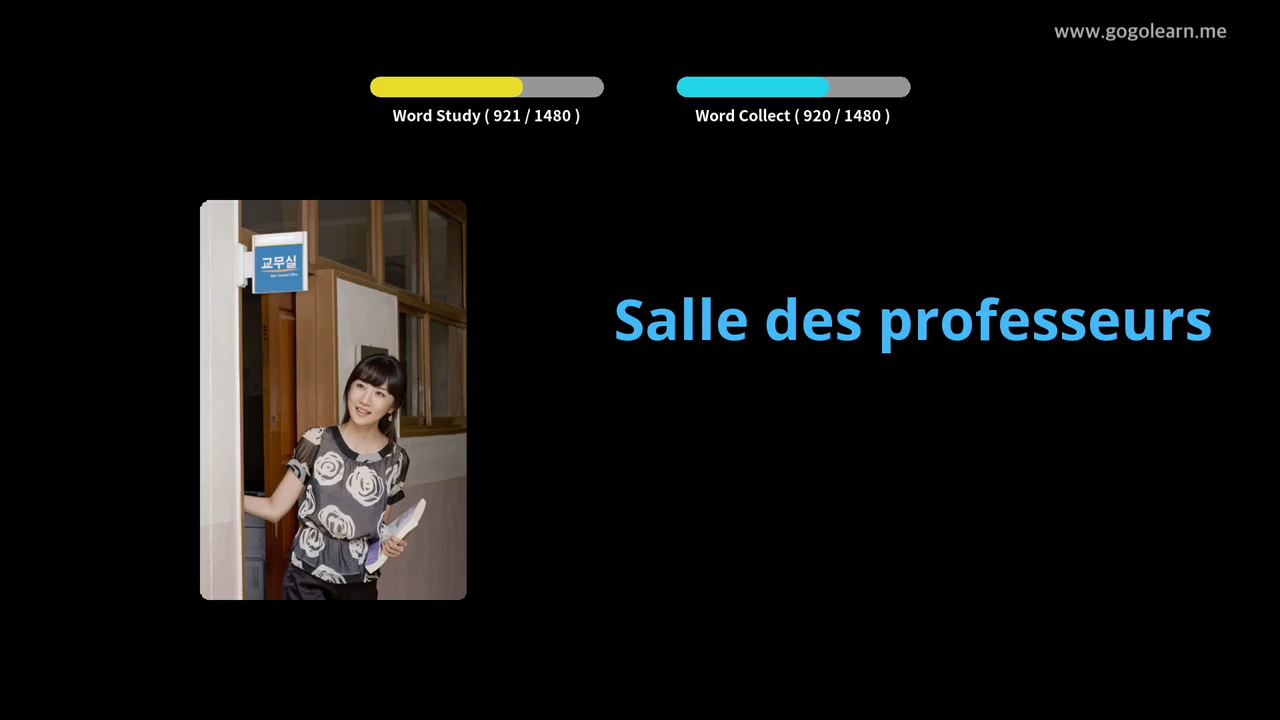 www.gogolearn.me
Word Study ( 921 / 1480 )
Word Collect ( 920 / 1480 )
교무실
Salle des professeurs